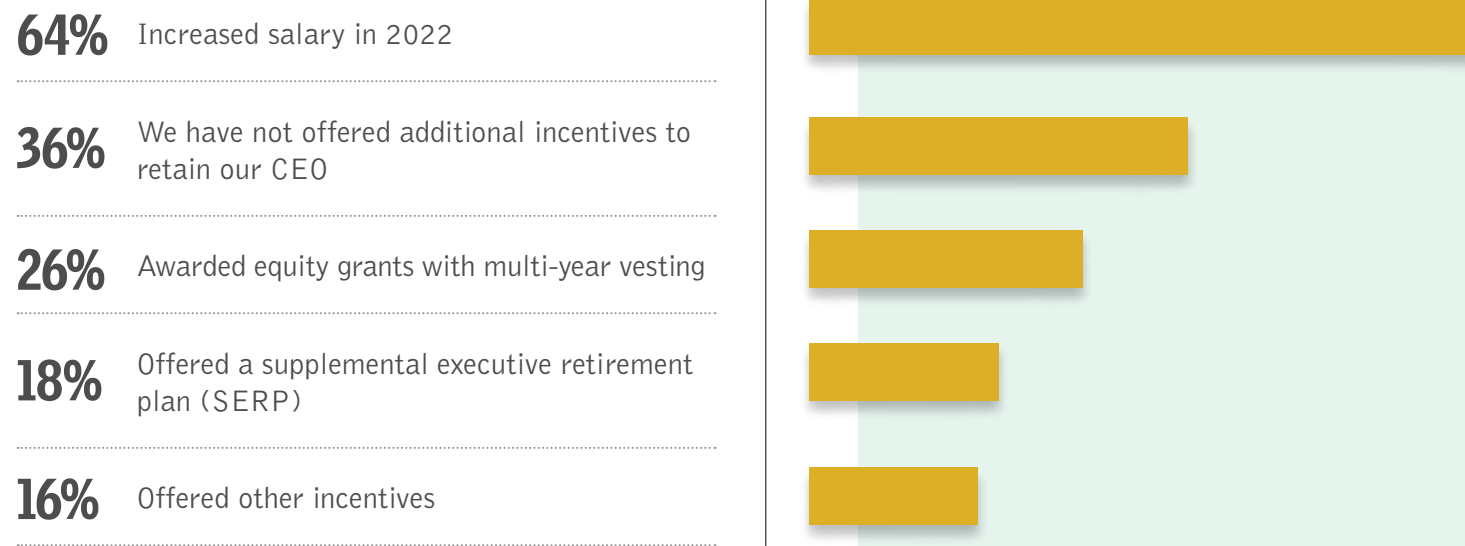 64% Increased salary in 2022
36% We have not offered additional incentives to
retain our CEO
26% Awarded equity grants with multi-year vesting
18% Offered a supplemental executive retirement
plan (SERP)
16% Offered other incentives